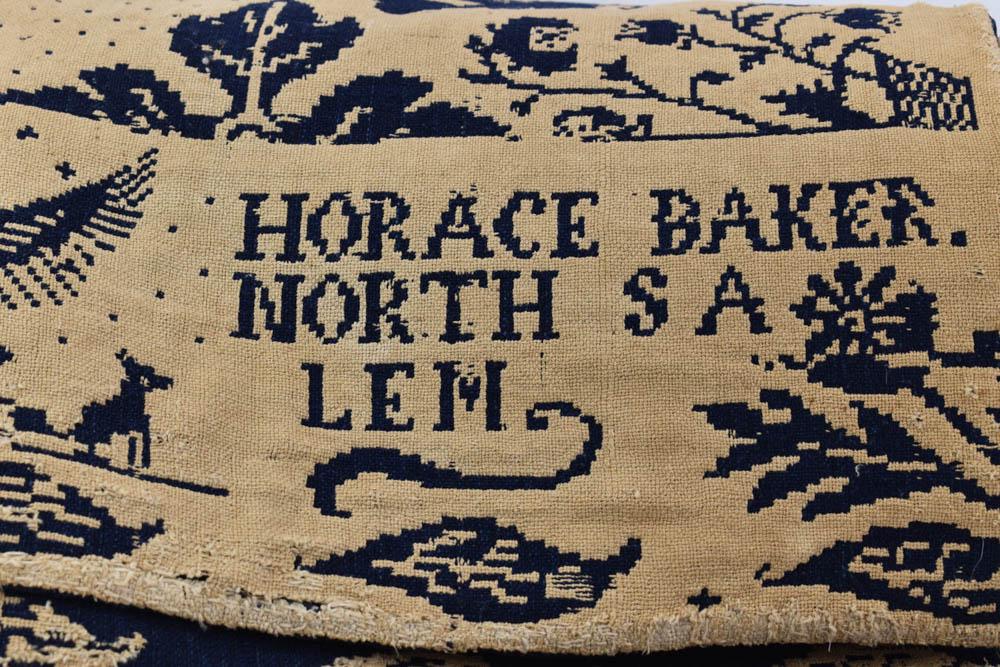 HORACE BAKER.
NORTH SA
LEM